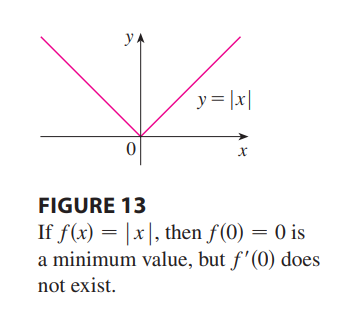 y
y = |x|
0
x
FIGURE 13
If f(x) = |x|, then f(0) = 0 is
a minimum value, but f′(0) does
not exist.